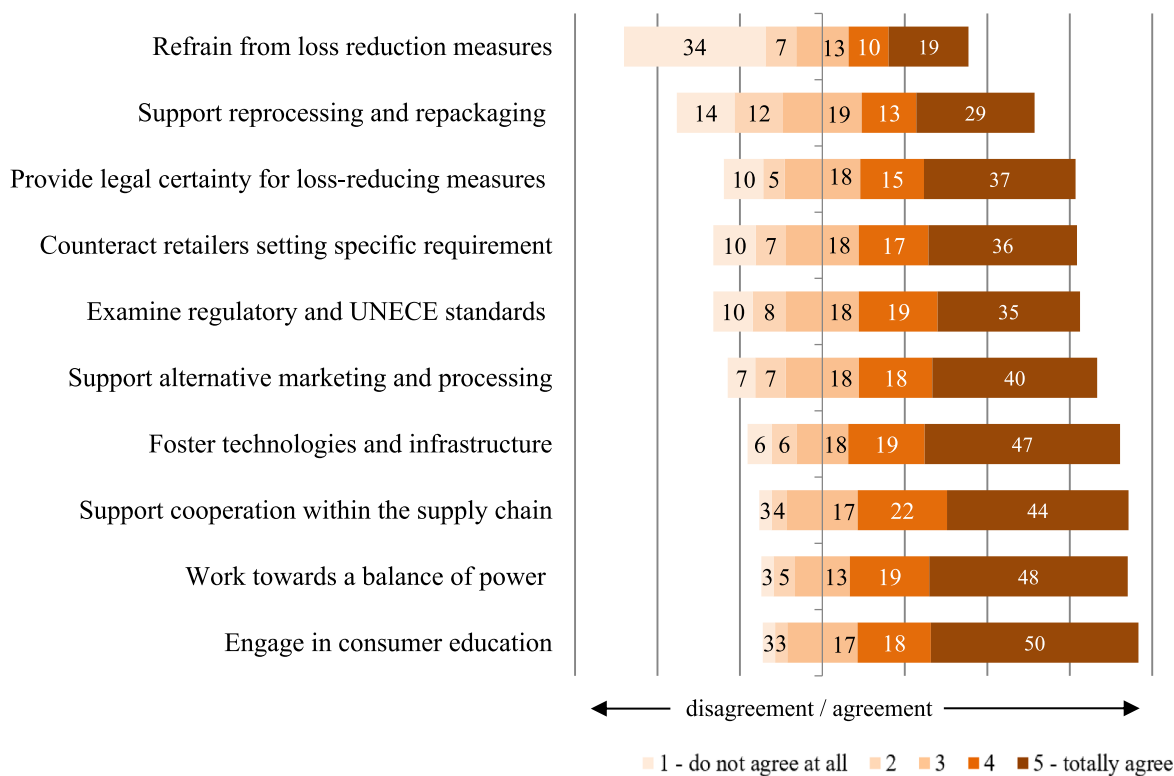 Refrain from loss reduction measures 34 7 13 10 19
Support reprocessing and repackaging 14 12 19 13 29
Provide legal certainty for loss-reducing measures 10 5 18 15 37
Counteract retailers setting specific requirement 10 7 18 17 36
Examine regulatory and UNECE standards 10 8 18 19 35
Support alternative marketing and processing 7 7 18 18 40
Foster technologies and infrastructure 6 6 18 19 47
Support cooperation within the supply chain 3 4 17 22 44
Work towards a balance of power 3 5 13 19 48
Engage in consumer education 3 3 17 18 50
disagreement / agreement
1 - do not agree at all 2 3 4 5 - totally agree